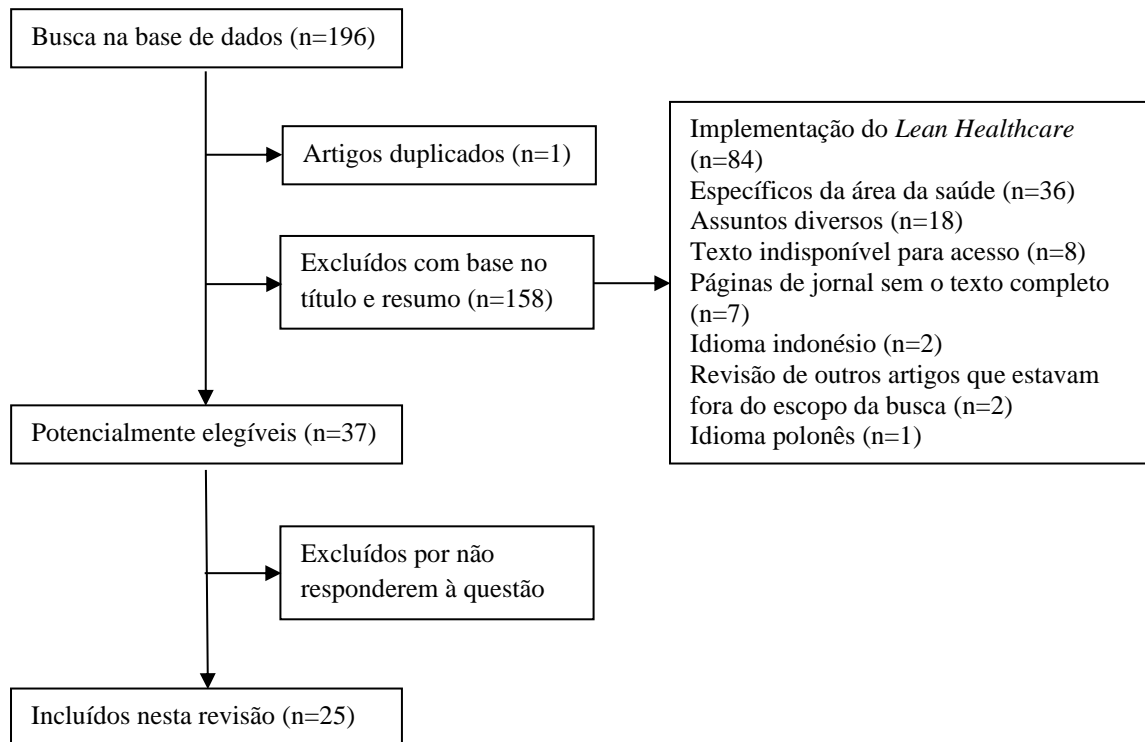 Busca na base de dados (n=196)
Artigos duplicados (n=1)
Excluídos com base no
título e resumo (n=158)
Implementação do Lean Healthcare
(n=84)
Específicos da área da saúde (n=36)
Assuntos diversos (n=18)
Texto indisponível para acesso (n=8)
Páginas de jornal sem o texto completo
(n=7)
Idioma indonésio (n=2)
Revisão de outros artigos que estavam
fora do escopo da busca (n=2)
Idioma polonês (n=1)
Potencialmente elegíveis (n=37)
Excluídos por não
responderem à questão
Incluídos nesta revisão (n=25)